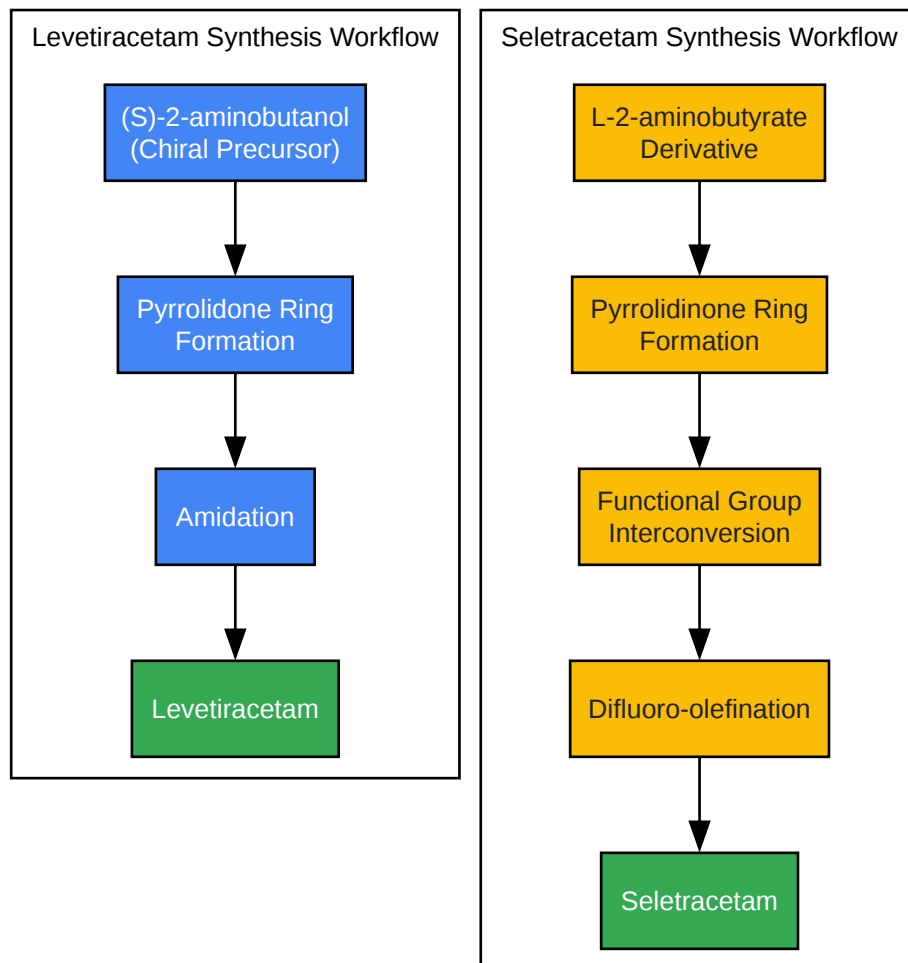 Levetiracetam Synthesis Workflow
(S)-2-aminobutanol
(Chiral Precursor)
Pyrrolidone Ring
Formation
Amidation
Levetiracetam
Seletracetam Synthesis Workflow
L-2-aminobutyrate
Derivative
Pyrrolidinone Ring
Formation
Functional Group
Interconversion
Difluoro-olefination
Seletracetam